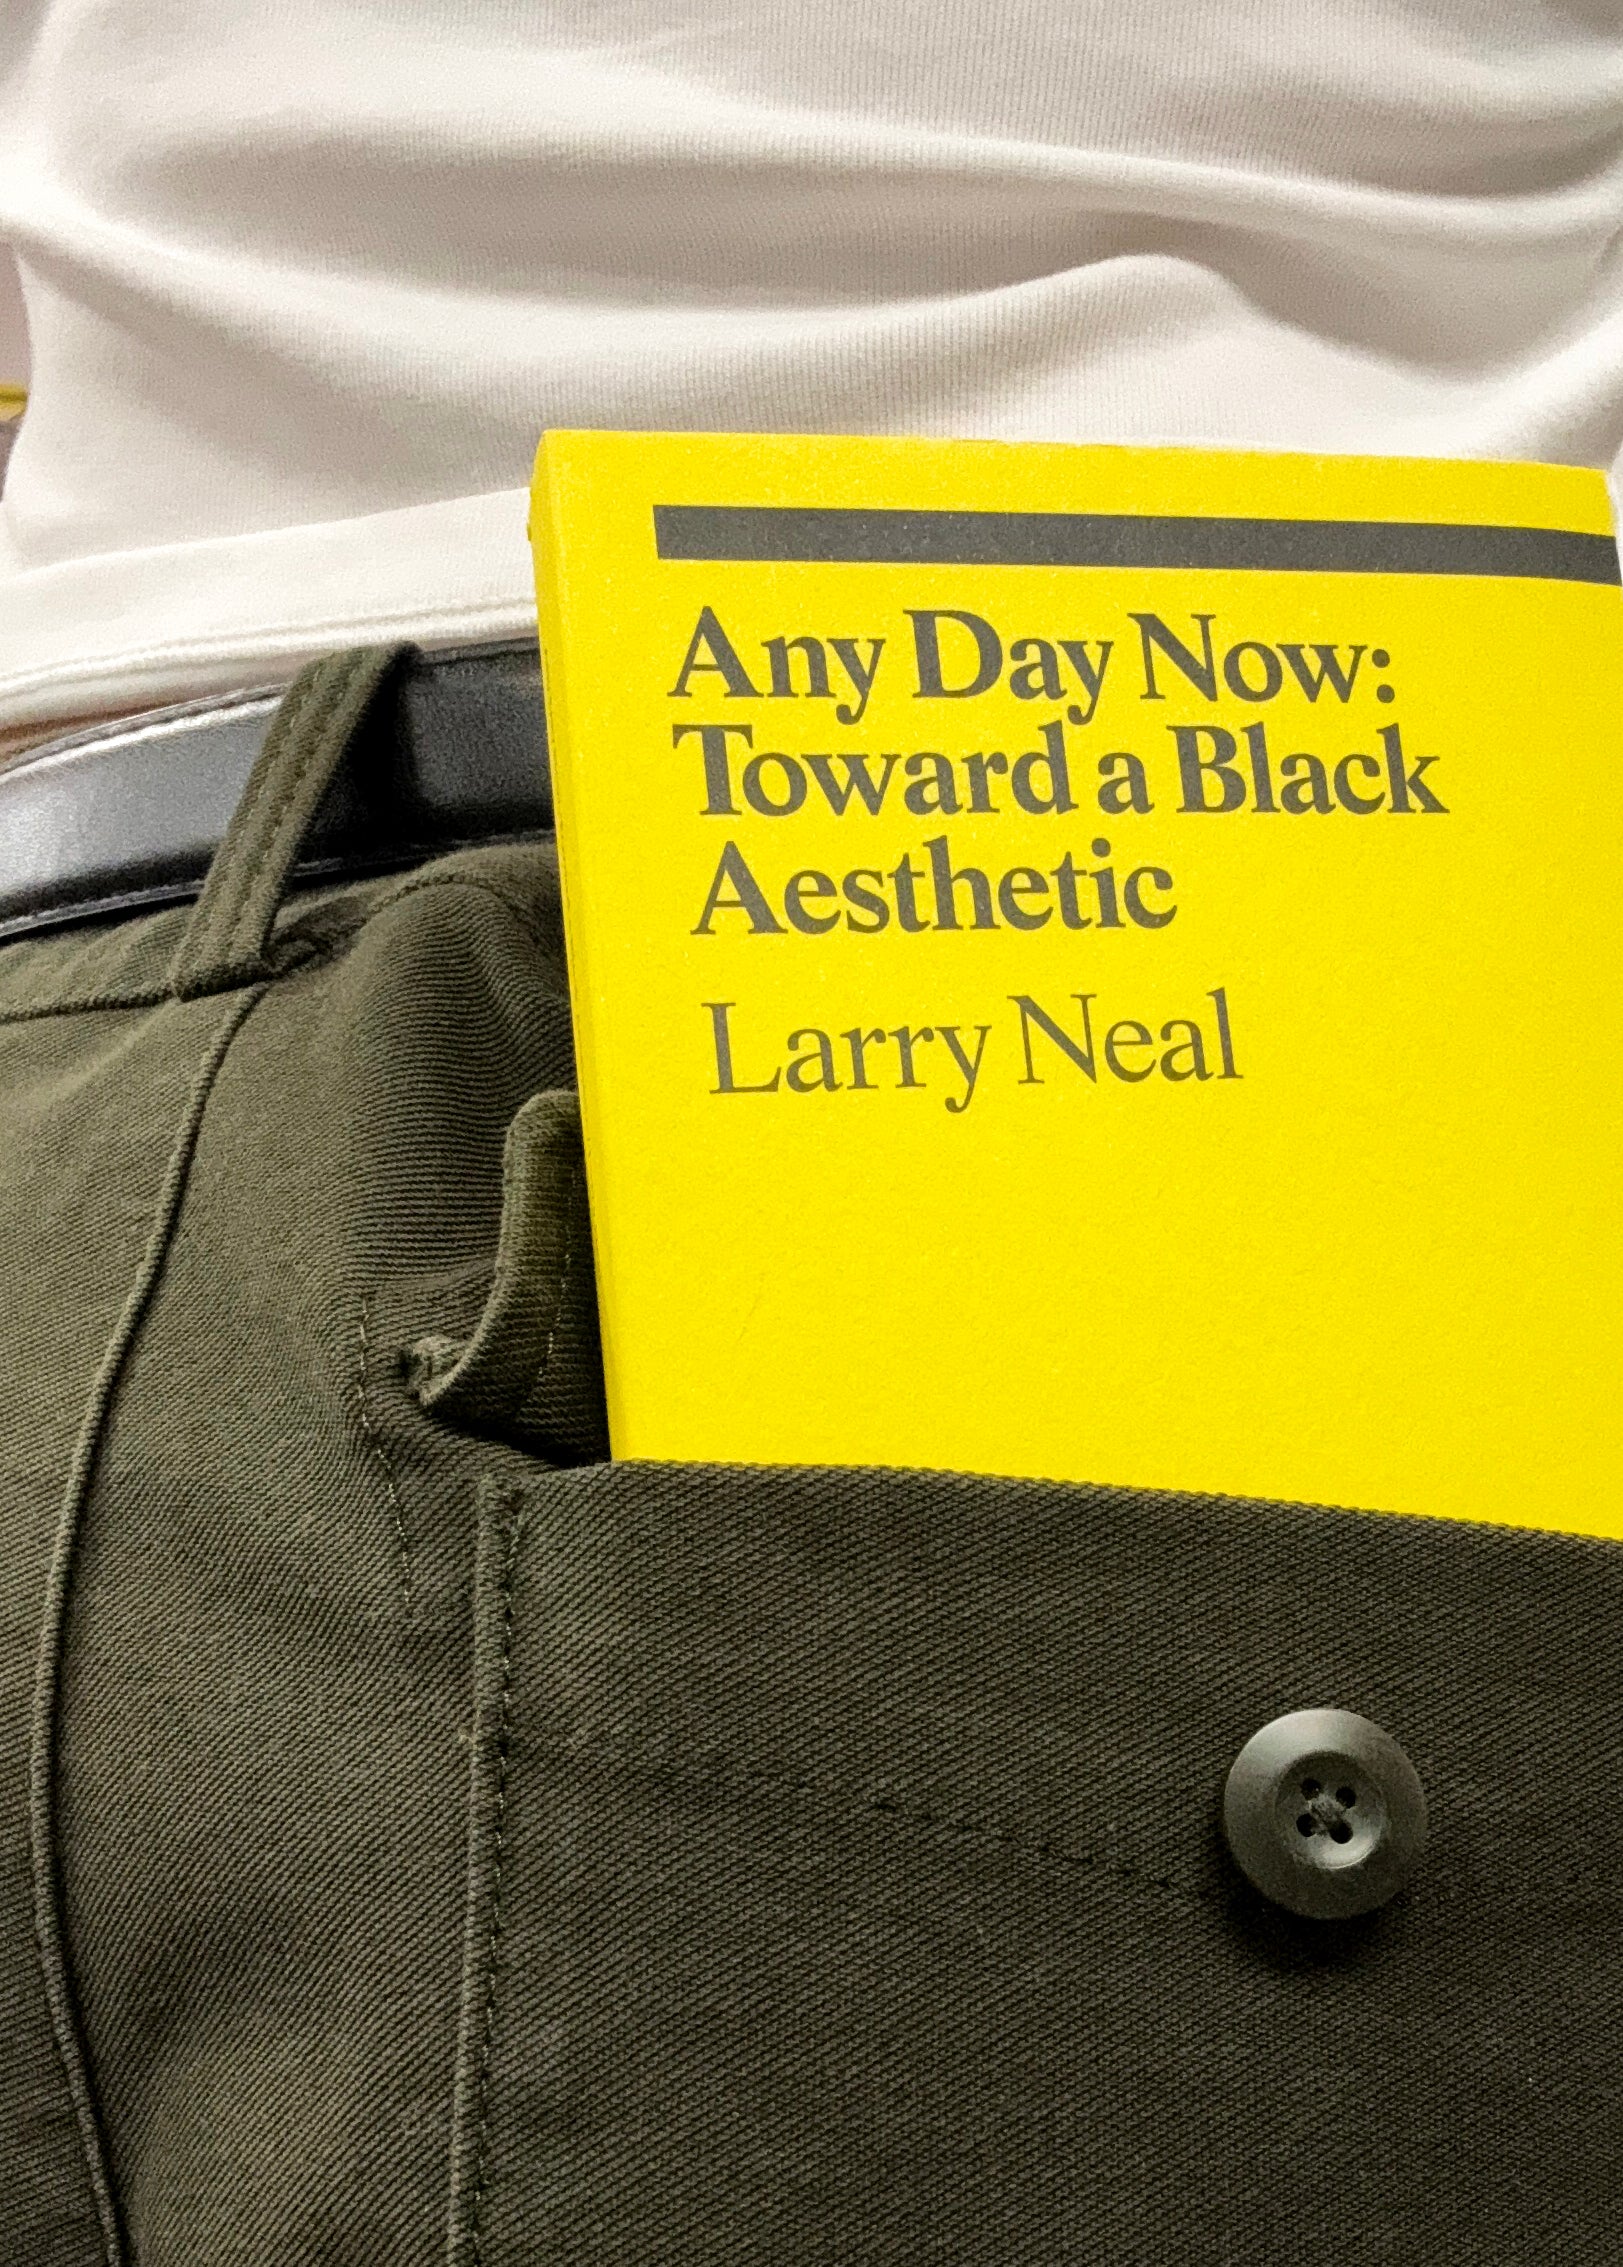 Any Day Now:
Toward a Black
Aesthetic
Larry Neal